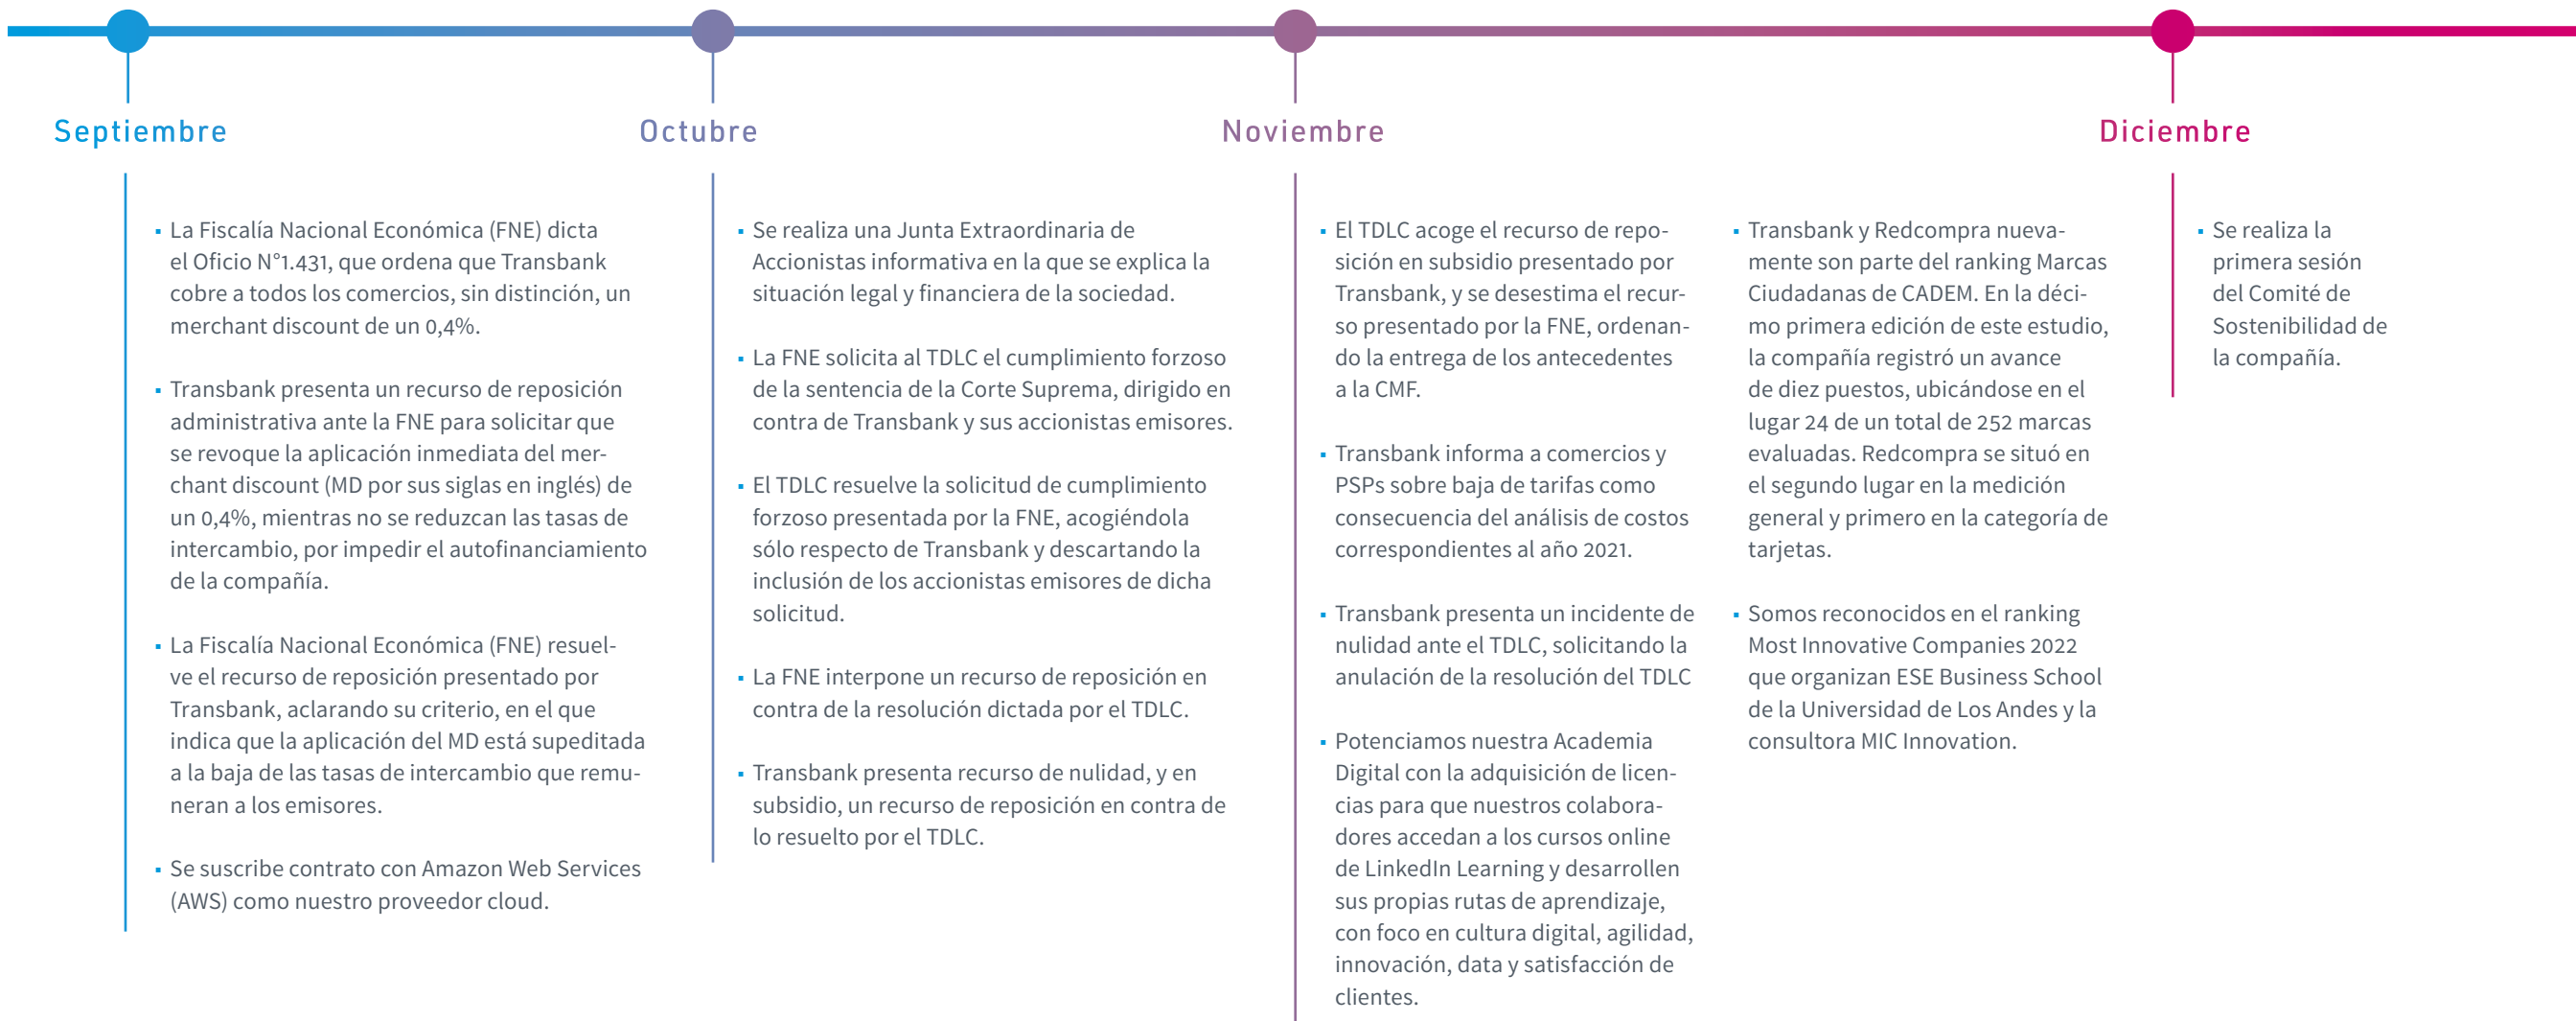 Septiembre
▪ La Fiscalía Nacional Económica (FNE) dicta
el Oficio N°1.431, que ordena que Transbank
cobre a todos los comercios, sin distinción, un
merchant discount de un 0,4%.
▪ Transbank presenta un recurso de reposición
administrativa ante la FNE para solicitar que
se revoque la aplicación inmediata del mer-
chant discount (MD por sus siglas en inglés) de
un 0,4%, mientras no se reduzcan las tasas de
intercambio, por impedir el autofinanciamiento
de la compañía.
▪ La Fiscalía Nacional Económica (FNE) resuel-
ve el recurso de reposición presentado por
Transbank, aclarando su criterio, en el que
indica que la aplicación del MD está supeditada
a la baja de las tasas de intercambio que remu-
neran a los emisores.
▪ Se suscribe contrato con Amazon Web Services
(AWS) como nuestro proveedor cloud.
Octubre
▪ Se realiza una Junta Extraordinaria de
Accionistas informativa en la que se explica la
situación legal y financiera de la sociedad.
▪ La FNE solicita al TDLC el cumplimiento forzoso
de la sentencia de la Corte Suprema, dirigido en
contra de Transbank y sus accionistas emisores.
▪ El TDLC resuelve la solicitud de cumplimiento
forzoso presentada por la FNE, acogiéndola
sólo respecto de Transbank y descartando la
inclusión de los accionistas emisores de dicha
solicitud.
▪ La FNE interpone un recurso de reposición en
contra de la resolución dictada por el TDLC.
▪ Transbank presenta recurso de nulidad, y en
subsidio, un recurso de reposición en contra de
lo resuelto por el TDLC.
Noviembre
▪ El TDLC acoge el recurso de repo-
sición en subsidio presentado por
Transbank, y se desestima el recur-
so presentado por la FNE, ordenan-
do la entrega de los antecedentes
a la CMF.
▪ Transbank informa a comercios y
PSPs sobre baja de tarifas como
consecuencia del análisis de costos
correspondientes al año 2021.
▪ Transbank presenta un incidente de
nulidad ante el TDLC, solicitando la
anulación de la resolución del TDLC
▪ Potenciamos nuestra Academia
Digital con la adquisición de licen-
cias para que nuestros colabora-
dores accedan a los cursos online
de LinkedIn Learning y desarrollen
sus propias rutas de aprendizaje,
con foco en cultura digital, agilidad,
innovación, data y satisfacción de
clientes.
▪ Transbank y Redcompra nueva-
mente son parte del ranking Marcas
Ciudadanas de CADEM. En la déci-
mo primera edición de este estudio,
la compañía registró un avance
de diez puestos, ubicándose en el
lugar 24 de un total de 252 marcas
evaluadas. Redcompra se situó en
el segundo lugar en la medición
general y primero en la categoría de
tarjetas.
▪ Somos reconocidos en el ranking
Most Innovative Companies 2022
que organizan ESE Business School
de la Universidad de Los Andes y la
consultora MIC Innovation.
Diciembre
▪ Se realiza la
primera sesión
del Comité de
Sostenibilidad de
la compañía.